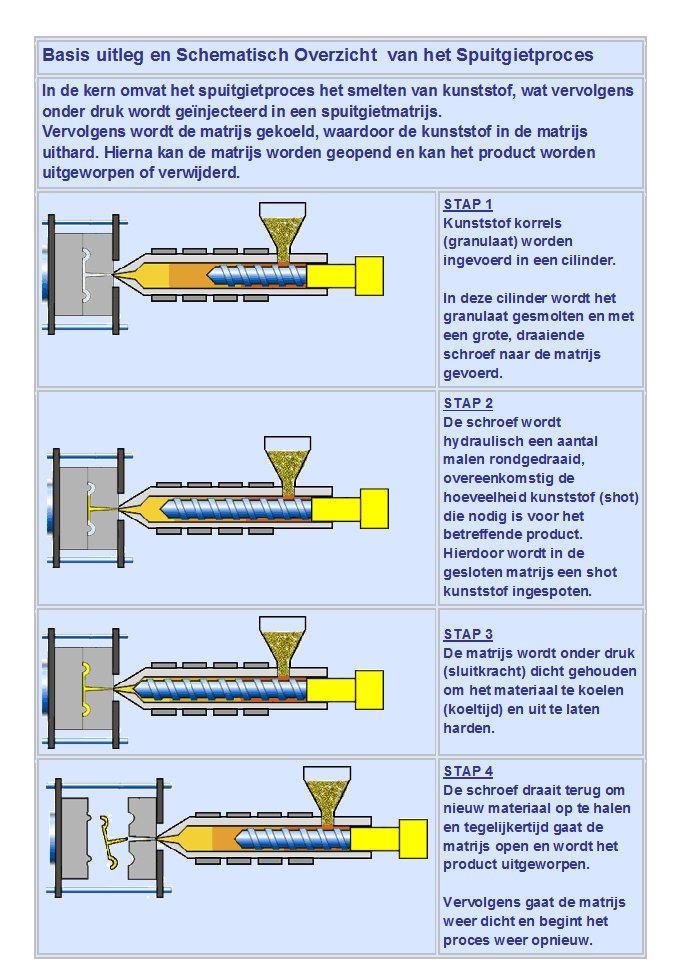 Basis uitleg en Schematisch Overzicht  van het Spuitgietproces
In de kern omvat het spuitgietproces het smelten van kunststof, wat vervolgens
onder druk wordt geïnjecteerd in een spuitgietmatrijs.
Vervolgens wordt de matrijs gekoeld, waardoor de kunststof in de matrijs
uithard. Hierna kan de matrijs worden geopend en kan het product worden
uitgeworpen of verwijderd.
STAP 1
Kunststof korrels
(granulaat) worden
ingevoerd in een cilinder.
In deze cilinder wordt het
granulaat gesmolten en met
een grote, draaiende
schroef naar de matrijs
gevoerd.
STAP 2
De schroef wordt
hydraulisch een aantal
malen rondgedraaid,
overeenkomstig de
hoeveelheid kunststof (shot)
die nodig is voor het
betreffende product.
Hierdoor wordt in de
gesloten matrijs een shot
kunststof ingespoten.
STAP 3
De matrijs wordt onder druk
(sluitkracht) dicht gehouden
om het materiaal te koelen
(koeltijd) en uit te laten
harden.
STAP 4
De schroef draait terug om
nieuw materiaal op te halen
en tegelijkertijd gaat de
matrijs open en wordt het
product uitgeworpen.
Vervolgens gaat de matrijs
weer dicht en begint het
proces weer opnieuw.